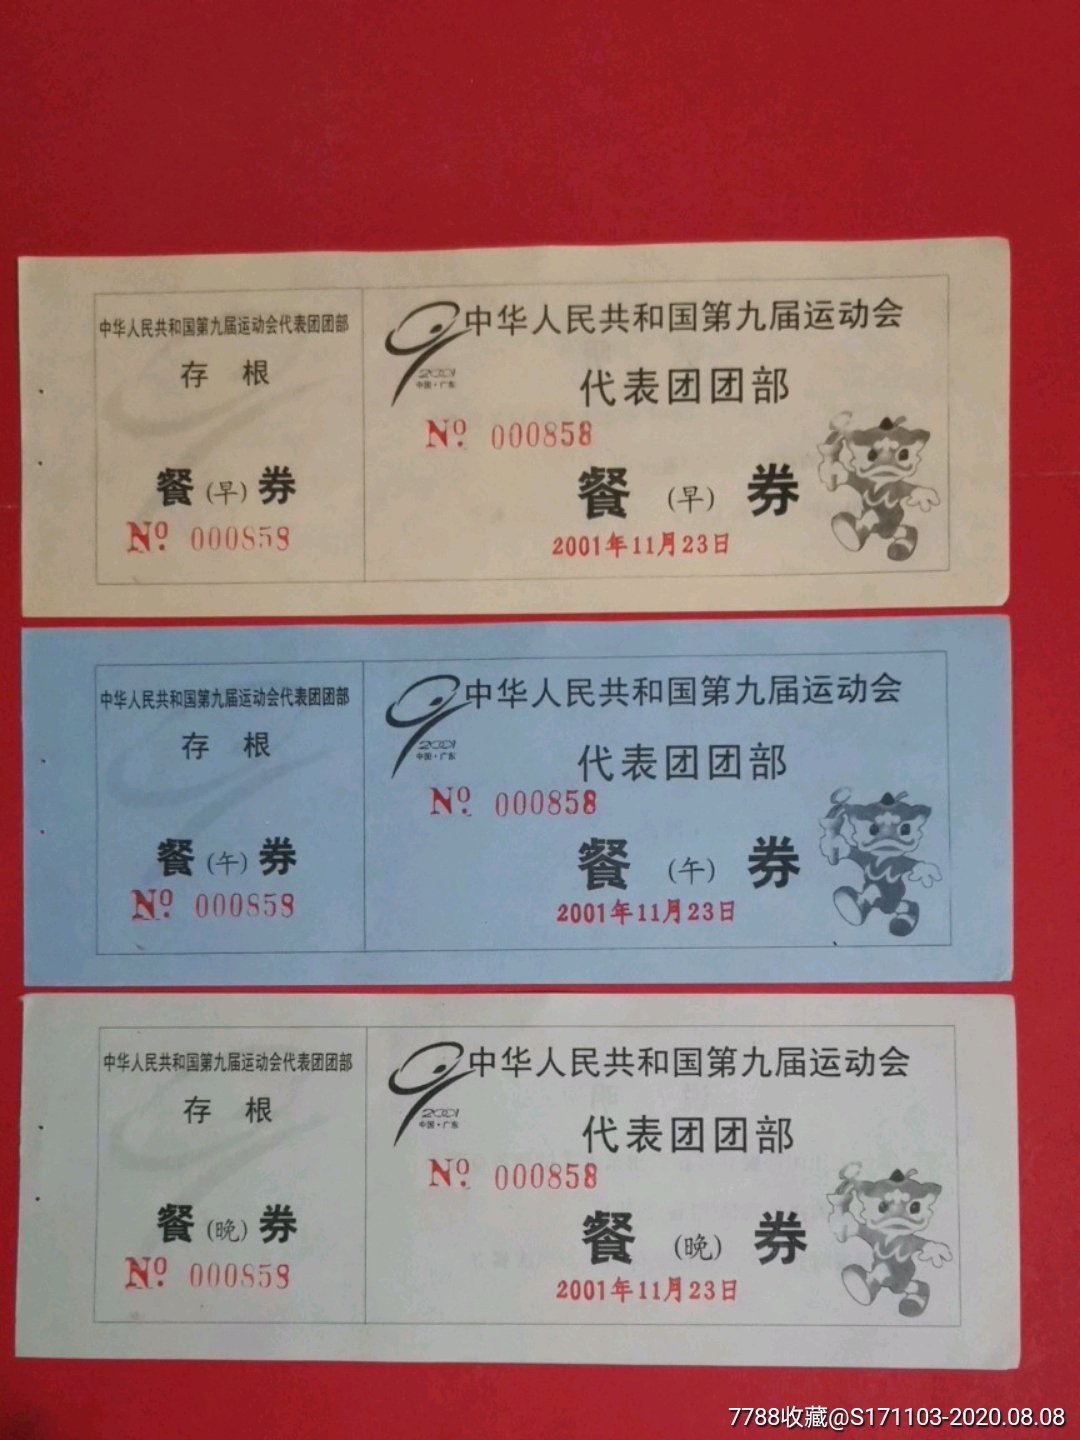 中华人民共和国第九届运动会代表团团部
存 根
餐(早)券
Nº 000858
中华人民共和国第九届运动会
2001
中国·广东
代表团团部
Nº 000858
餐 (早) 券
2001年11月23日
中华人民共和国第九届运动会代表团团部
存 根
餐(午)券
Nº 000858
中华人民共和国第九届运动会
2001
中国·广东
代表团团部
Nº 000858
餐 (午) 券
2001年11月23日
中华人民共和国第九届运动会代表团团部
存 根
餐(晚)券
Nº 000858
中华人民共和国第九届运动会
2001
中国·广东
代表团团部
Nº 000858
餐 (晚) 券
2001年11月23日
7788收藏@S171103-2020.08.08